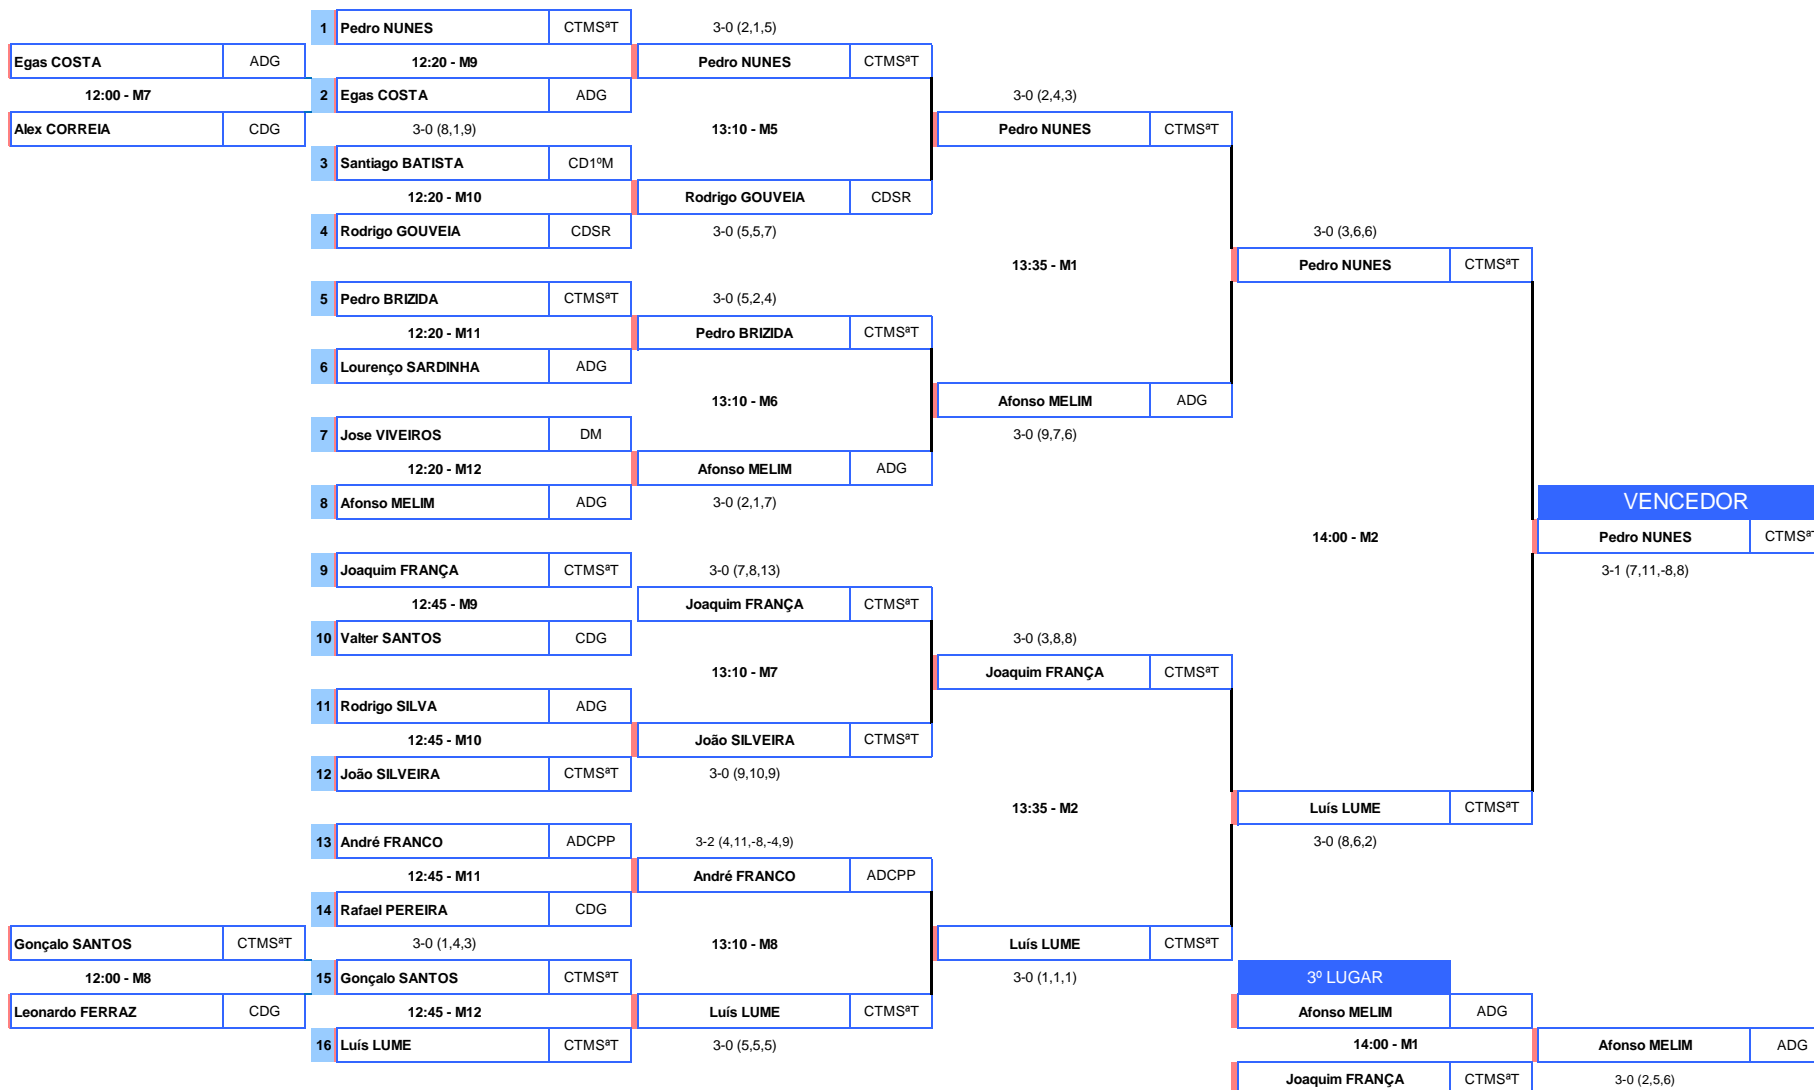 1 Pedro NUNES CTMSªT 3-0 (2,1,5)
Egas COSTA ADG 12:20 - M9 Pedro NUNES CTMSªT
12:00 - M7 2 Egas COSTA ADG 3-0 (2,4,3)
Alex CORREIA CDG 3-0 (8,1,9) 13:10 - M5 Pedro NUNES CTMSªT
3 Santiago BATISTA CD1ºM
12:20 - M10 Rodrigo GOUVEIA CDSR
4 Rodrigo GOUVEIA CDSR 3-0 (5,5,7) 3-0 (3,6,6)
13:35 - M1 Pedro NUNES CTMSªT
5 Pedro BRIZIDA CTMSªT 3-0 (5,2,4)
12:20 - M11 Pedro BRIZIDA CTMSªT
6 Lourenço SARDINHA ADG
13:10 - M6 Afonso MELIM ADG
7 Jose VIVEIROS DM 3-0 (9,7,6)
12:20 - M12 Afonso MELIM ADG
8 Afonso MELIM ADG 3-0 (2,1,7) VENCEDOR
14:00 - M2 Pedro NUNES CTMSªT
9 Joaquim FRANÇA CTMSªT 3-0 (7,8,13) 3-1 (7,11,-8,8)
12:45 - M9 Joaquim FRANÇA CTMSªT
10 Valter SANTOS CDG 3-0 (3,8,8)
13:10 - M7 Joaquim FRANÇA CTMSªT
11 Rodrigo SILVA ADG
12:45 - M10 João SILVEIRA CTMSªT
12 João SILVEIRA CTMSªT 3-0 (9,10,9)
13:35 - M2 Luís LUME CTMSªT
13 André FRANCO ADCPP 3-2 (4,11,-8,-4,9) 3-0 (8,6,2)
12:45 - M11 André FRANCO ADCPP
14 Rafael PEREIRA CDG
Gonçalo SANTOS CTMSªT 3-0 (1,4,3) 13:10 - M8 Luís LUME CTMSªT
12:00 - M8 15 Gonçalo SANTOS CTMSªT 3-0 (1,1,1) 3º LUGAR
Leonardo FERRAZ CDG 12:45 - M12 Luís LUME CTMSªT Afonso MELIM ADG
16 Luís LUME CTMSªT 3-0 (5,5,5) 14:00 - M1 Afonso MELIM ADG
Joaquim FRANÇA CTMSªT 3-0 (2,5,6)